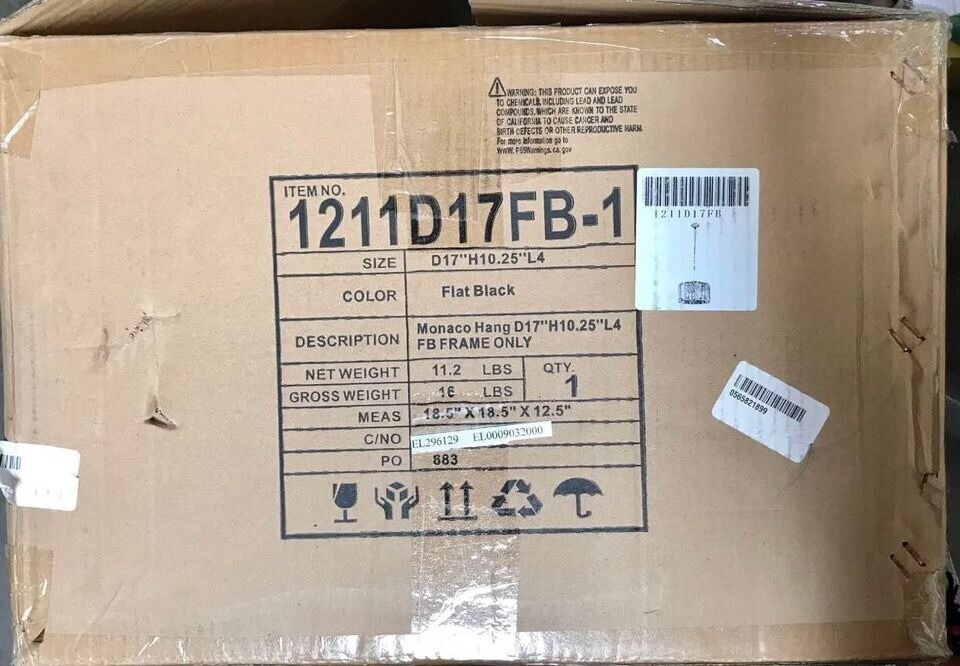 WARNING: THIS PRODUCT CAN EXPOSE YOU
TO CHEMICALS, INCLUDING LEAD AND LEAD
COMPOUNDS, WHICH ARE KNOWN TO THE STATE
OF CALIFORNIA TO CAUSE CANCER AND
BIRTH DEFECTS OR OTHER REPRODUCTIVE HARM.
For more information go to
WWW. P65Warnings. ca. gov
ITEM NO.
1211D17FB-1
1211D17FB
SIZE D17"H10.25"L4
COLOR Flat Black
DESCRIPTION Monaco Hang D17"H10.25"L4
FB FRAME ONLY
NET WEIGHT 11.2 LBS QTY.
GROSS WEIGHT 16 LBS 1
MEAS 18.5" X 18.5" X 12.5"
C/NO EL296129 EL0009032000
PO 883
0565821899